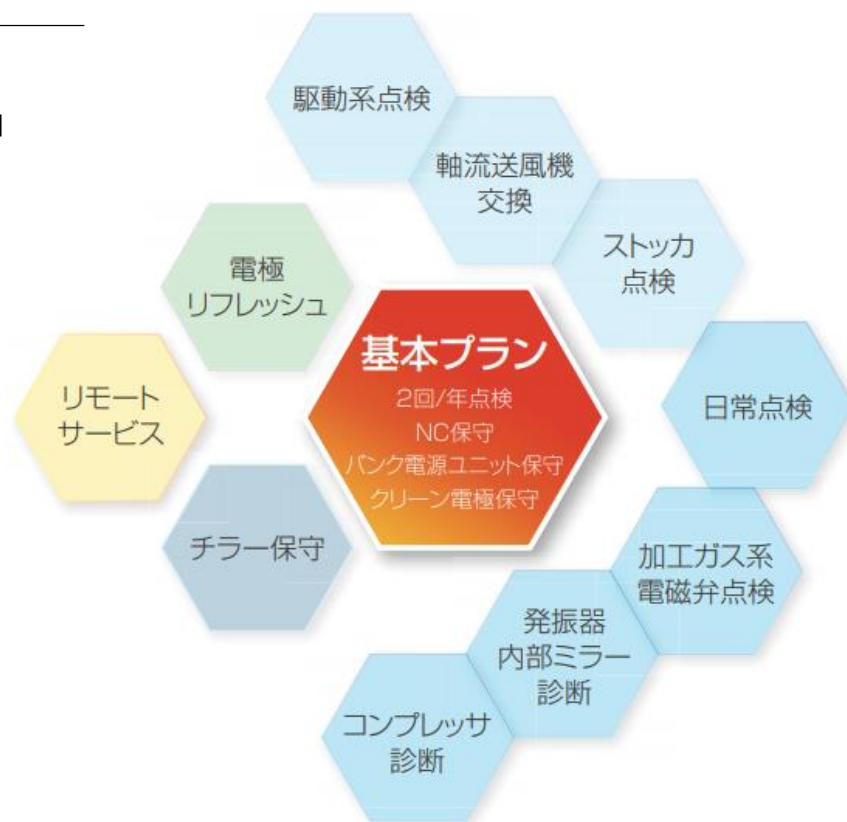 駆動系点検
軸流送風機
交換
ストッカ
点検
電極
リフレッシュ
基本プラン
2回/年点検
NC保守
バンク電源ユニット保守
クリーン電極保守
リモート
サービス
日常点検
チラー保守
加工ガス系
電磁弁点検
発振器
内部ミラー
診断
コンプレッサ
診断